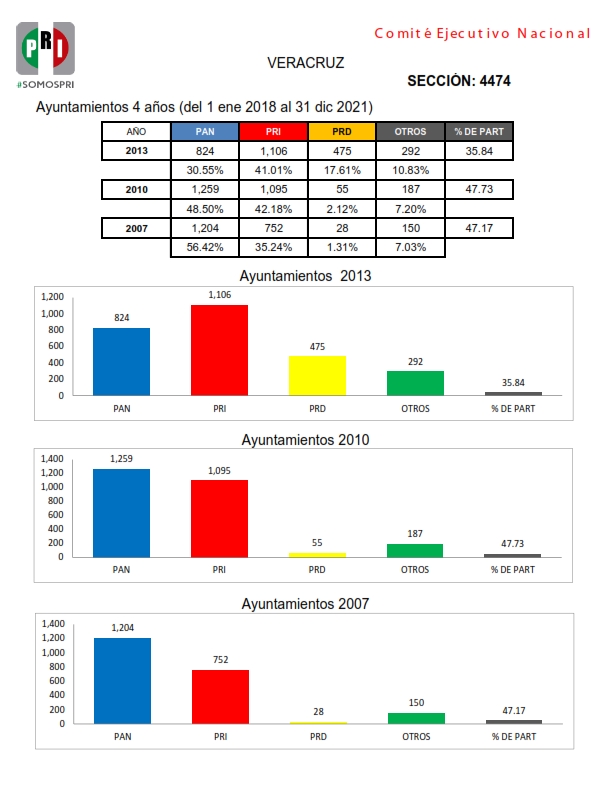 Comité Ejecutivo Nacional
PRI
#SOMOSPRI
VERACRUZ
SECCIÓN: 4474
Ayuntamientos 4 años (del 1 ene 2018 al 31 dic 2021)
AÑO PAN PRI PRD OTROS % DE PART
2013 824 1,106 475 292 35.84
30.55% 41.01% 17.61% 10.83%
2010 1,259 1,095 55 187 47.73
48.50% 42.18% 2.12% 7.20%
2007 1,204 752 28 150 47.17
56.42% 35.24% 1.31% 7.03%
Ayuntamientos 2013
1,200
1,000
800
600
400
200
0
824 1,106 475 292 35.84
PAN PRI PRD OTROS % DE PART
Ayuntamientos 2010
1,400
1,200
1,000
800
600
400
200
0
1,259 1,095 55 187 47.73
PAN PRI PRD OTROS % DE PART
Ayuntamientos 2007
1,400
1,200
1,000
800
600
400
200
0
1,204 752 28 150 47.17
PAN PRI PRD OTROS % DE PART